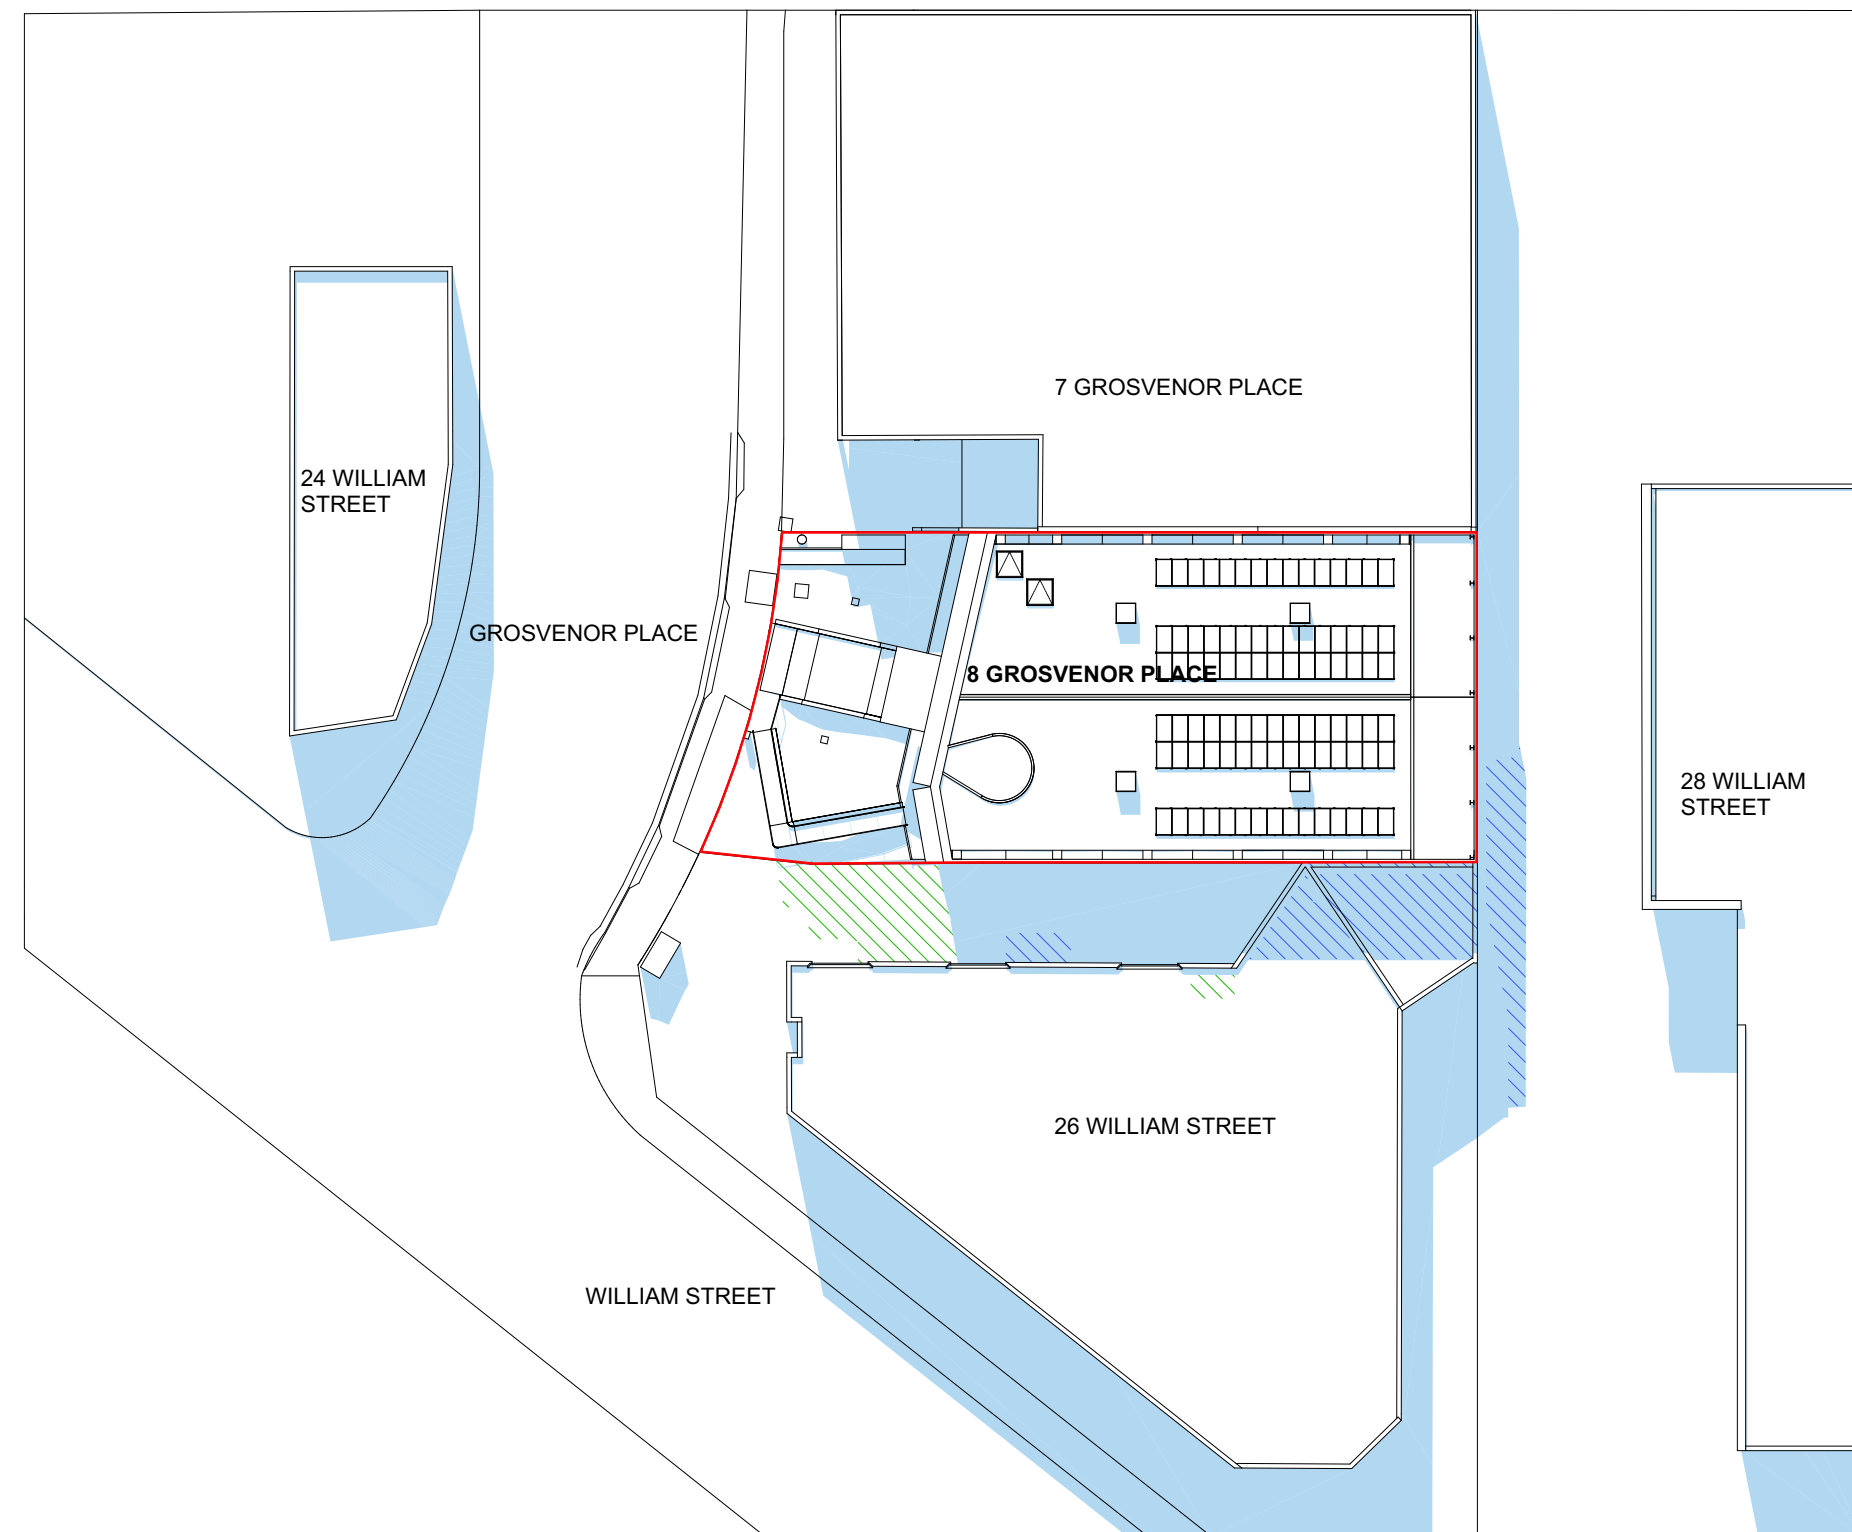 7 GROSVENOR PLACE
24 WILLIAM
STREET
GROSVENOR PLACE
8 GROSVENOR PLACE
28 WILLIAM
STREET
26 WILLIAM STREET
WILLIAM STREET